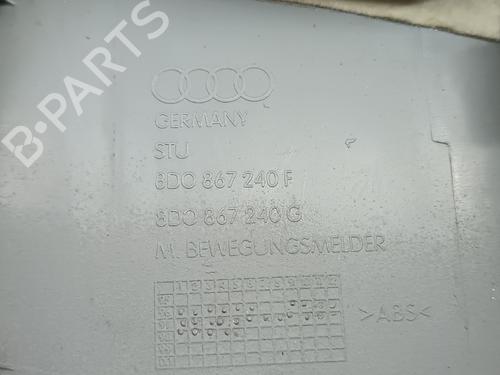 B-PARTS
GERMANY
STU
8D0 867 240 F
8D0 867 240 G
M. BEWEGUNGSMELDER
>ABS<